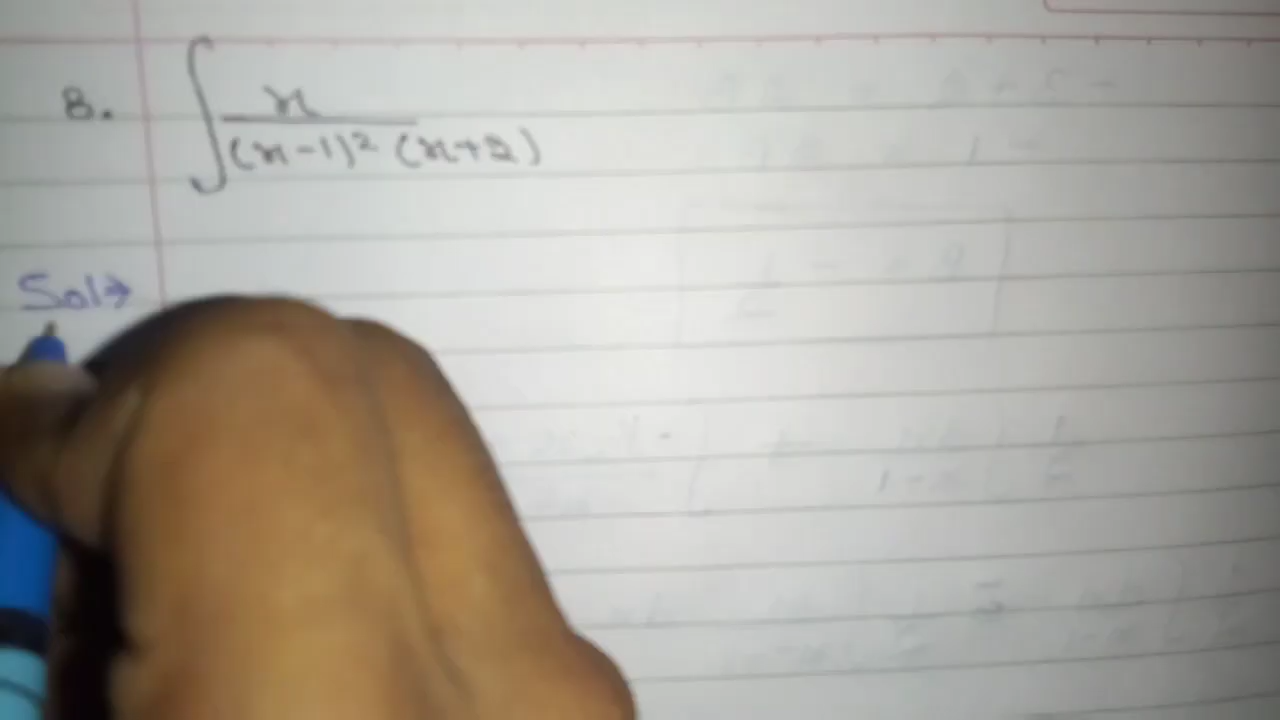 8. ∫ x / (x-1)² (x+2)
Sol→